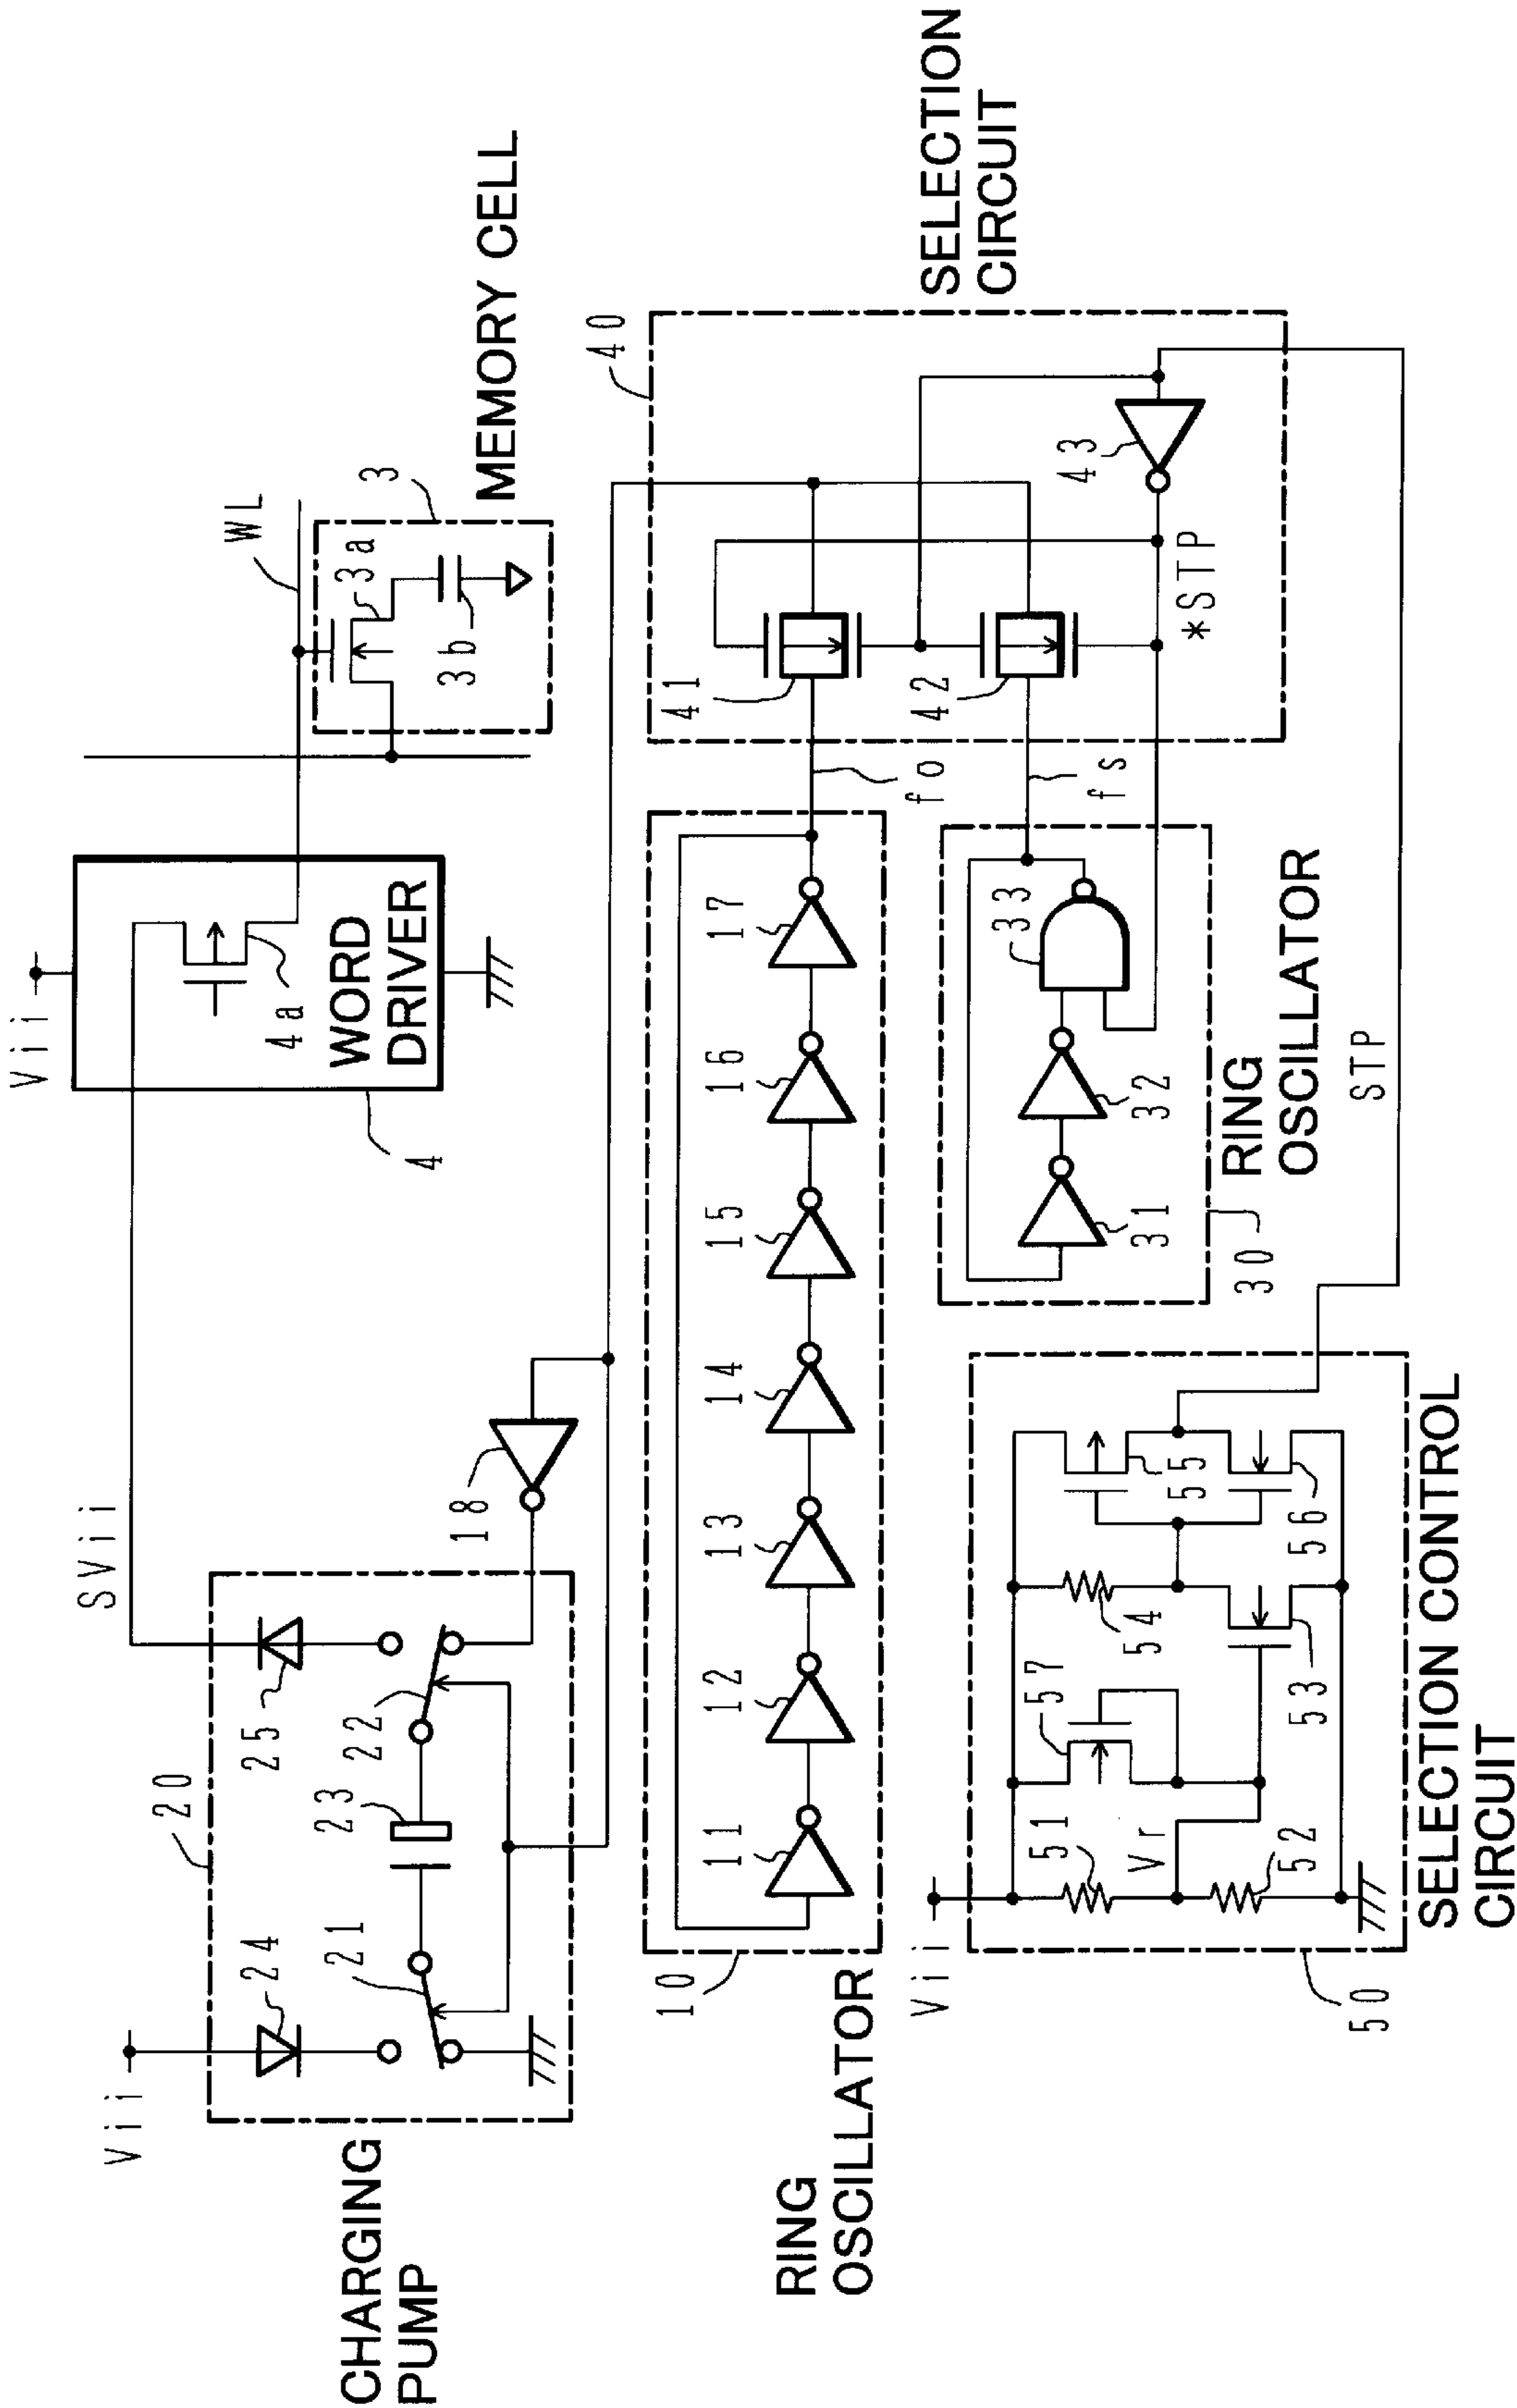 Vii
24
21
20
23
25
22
CHARGING
PUMP
SVii
18
Vii
4a
WORD
DRIVER
4
WL
3a
3b
3
MEMORY CELL
10
11
12
13
14
15
16
17
RING
OSCILLATOR
fo
40
41
42
43
*STP
SELECTION
CIRCUIT
Vii
51
Vr
52
57
54
53
55
56
50
SELECTION CONTROL
CIRCUIT
31
32
33
30
RING
OSCILLATOR
fs
STP